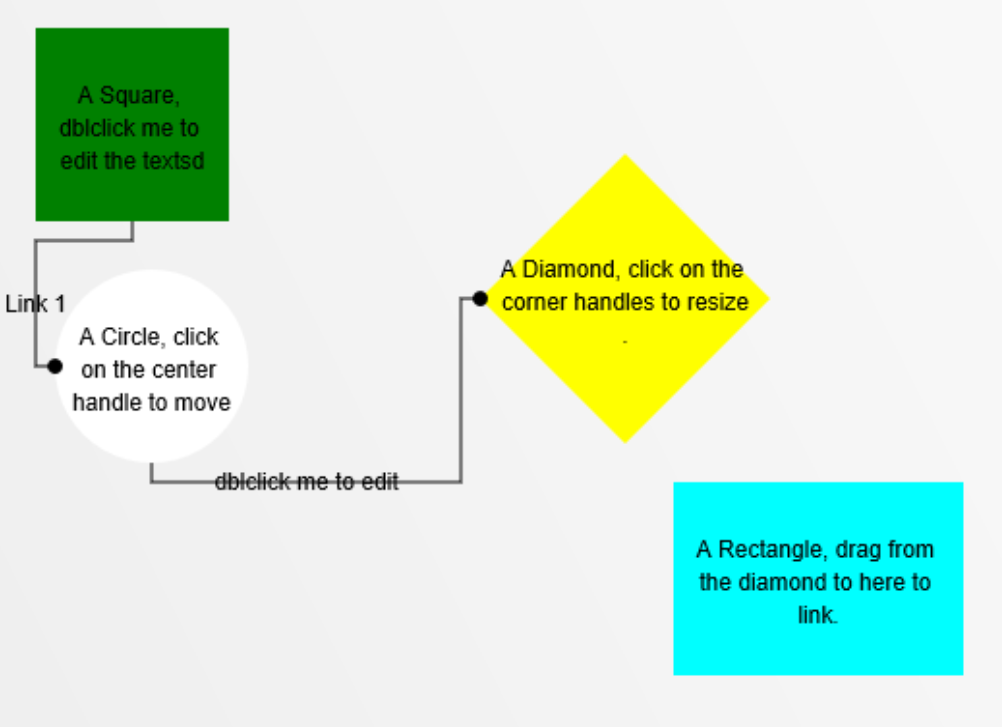 A Square,
dblclick me to
edit the textsd
Link 1
A Circle, click
on the center
handle to move
dblclick me to edit
A Diamond, click on the
corner handles to resize
.
A Rectangle, drag from
the diamond to here to
link.